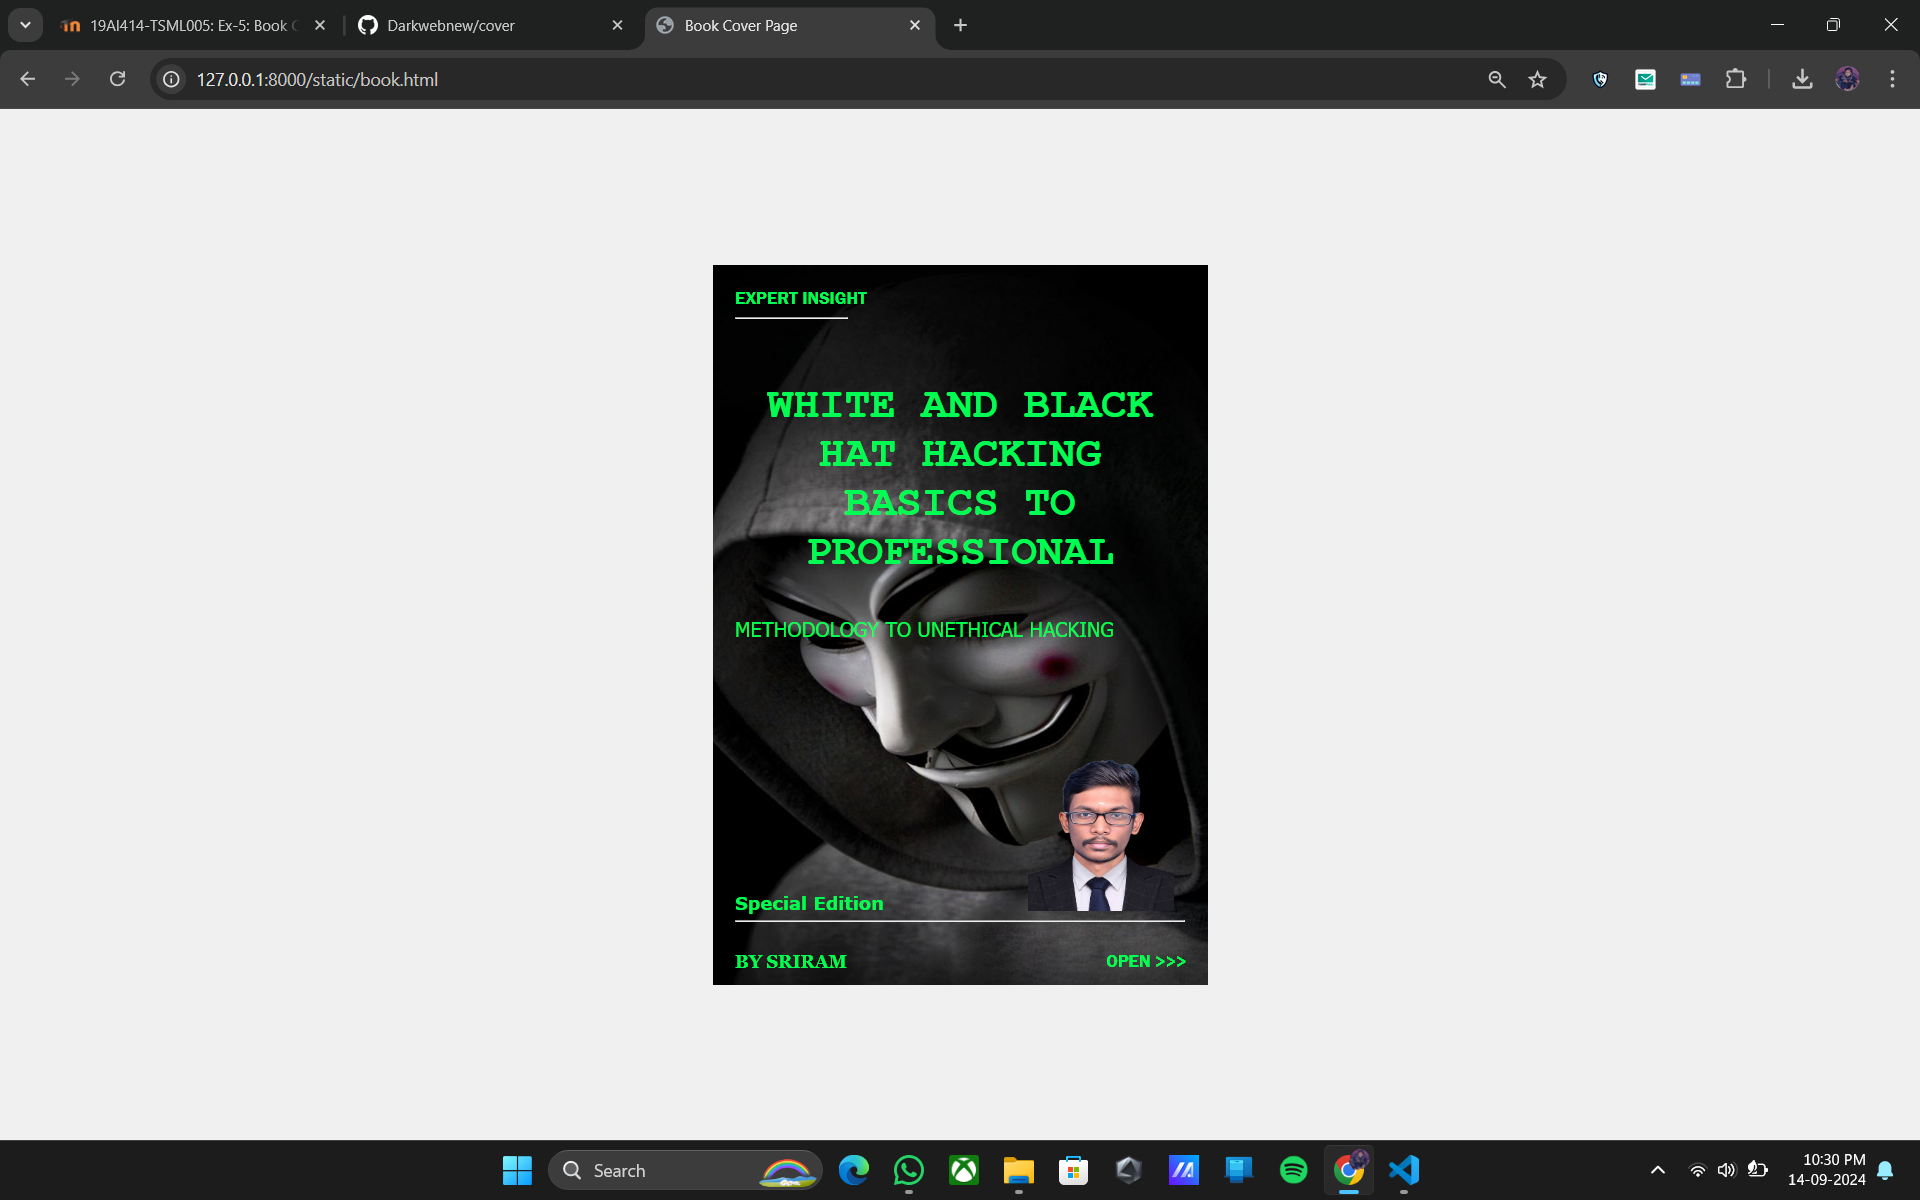 19AI414-TSML005: Ex-5: Book C
Darkwebnew/cover
Book Cover Page
127.0.0.1:8000/static/book.html
EXPERT INSIGHT
WHITE AND BLACK
HAT HACKING
BASICS TO
PROFESSIONAL
METHODOLOGY TO UNETHICAL HACKING
Special Edition
BY SRIRAM
OPEN >>>
Search
10:30 PM
14-09-2024